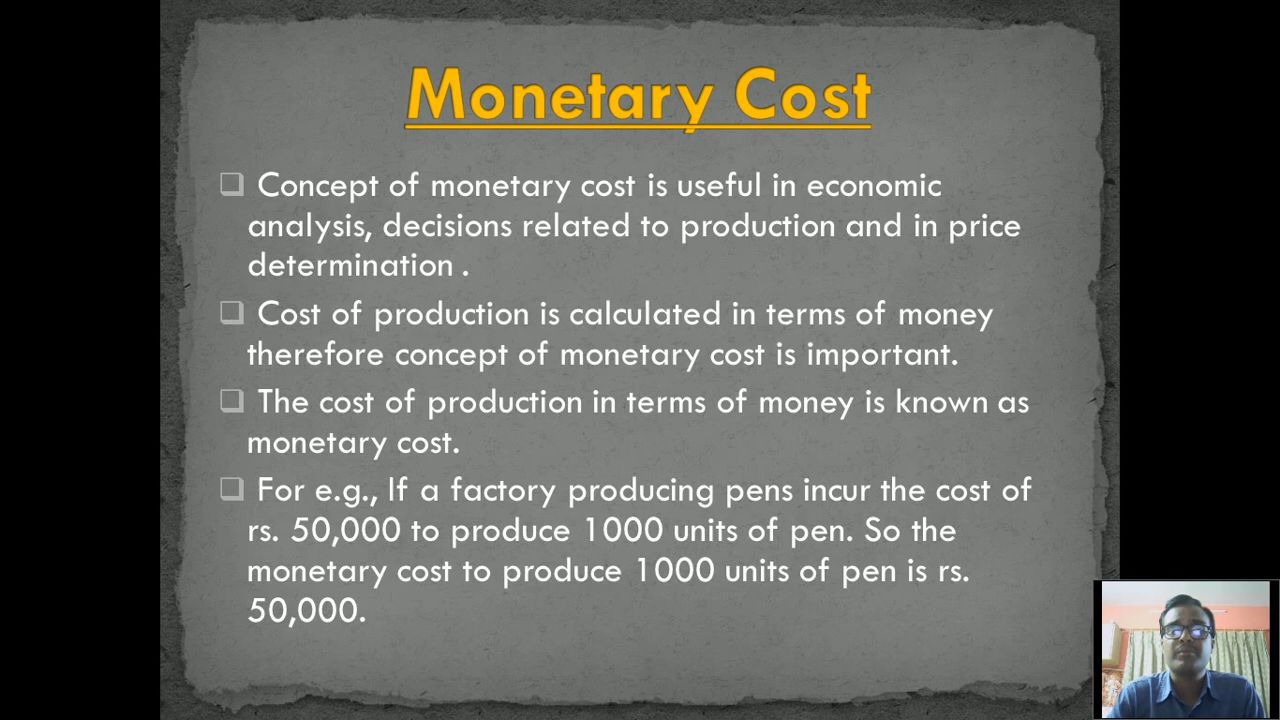 Monetary Cost
Concept of monetary cost is useful in economic
analysis, decisions related to production and in price
determination .
Cost of production is calculated in terms of money
therefore concept of monetary cost is important.
The cost of production in terms of money is known as
monetary cost.
For e.g., If a factory producing pens incur the cost of
rs. 50,000 to produce 1000 units of pen. So the
monetary cost to produce 1000 units of pen is rs.
50,000.